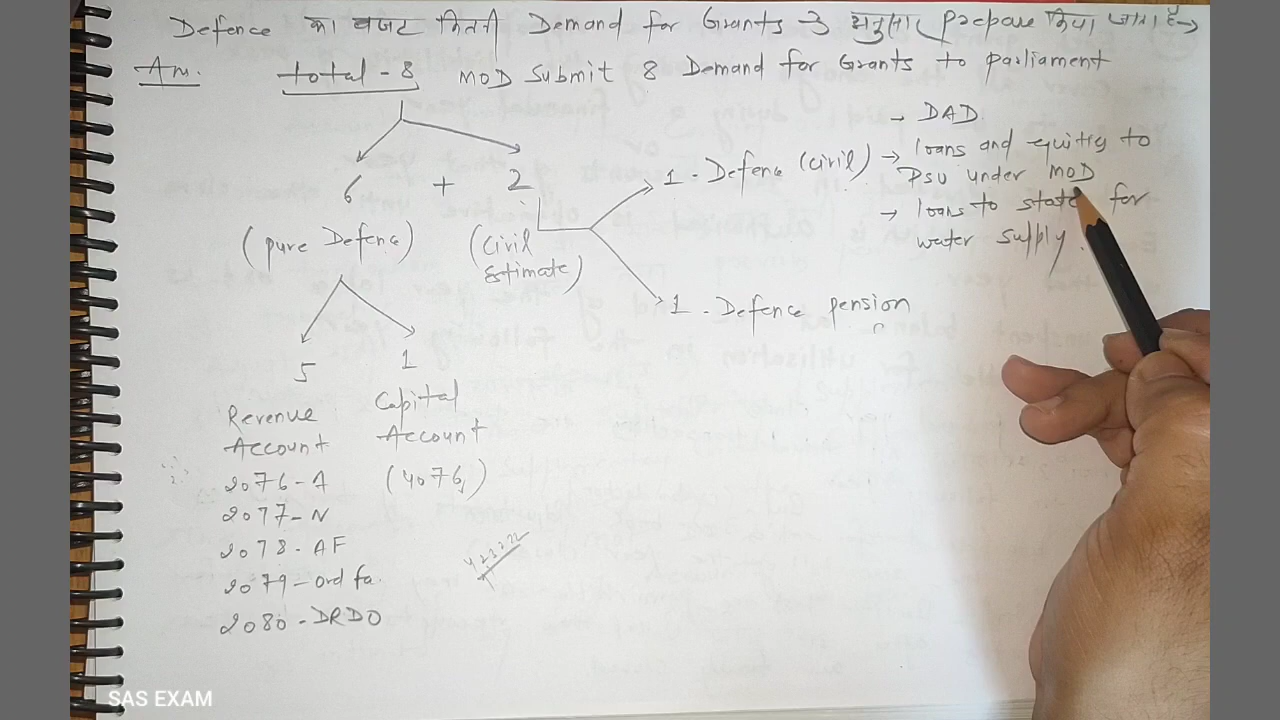 Defence का बजट कितनी Demand for Grants के अनुसार Prepare किया जाता है→
Ans. total - 8 MOD Submit 8 Demand for Grants to parliament
6 + 2
(pure Defence)
(civil Estimate)
1 - Defence (civil)
→ DAD
→ loans and equity to
PSU under MOD
→ loans to state for
water supply.
1 - Defence pension
5
Revenue
Account
2076 - A
2077 - N
2078 - AF
2079 - ord fa.
2080 - DRDO
1
Capital
Account
(4076)
SAS EXAM